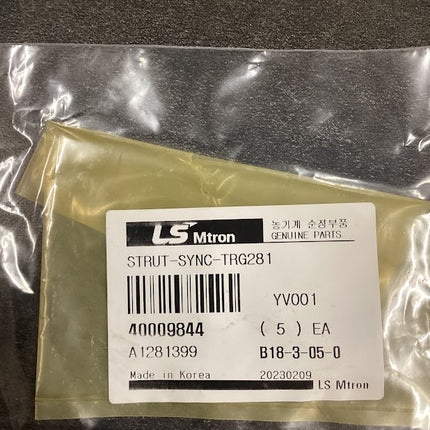 LS Mtron 농기계 순정부품
GENUINE PARTS
STRUT-SYNC-TRG281
YV001
40009844 ( 5 ) EA
A1281399 B18-3-05-0
Made in Korea 20230209
LS Mtron